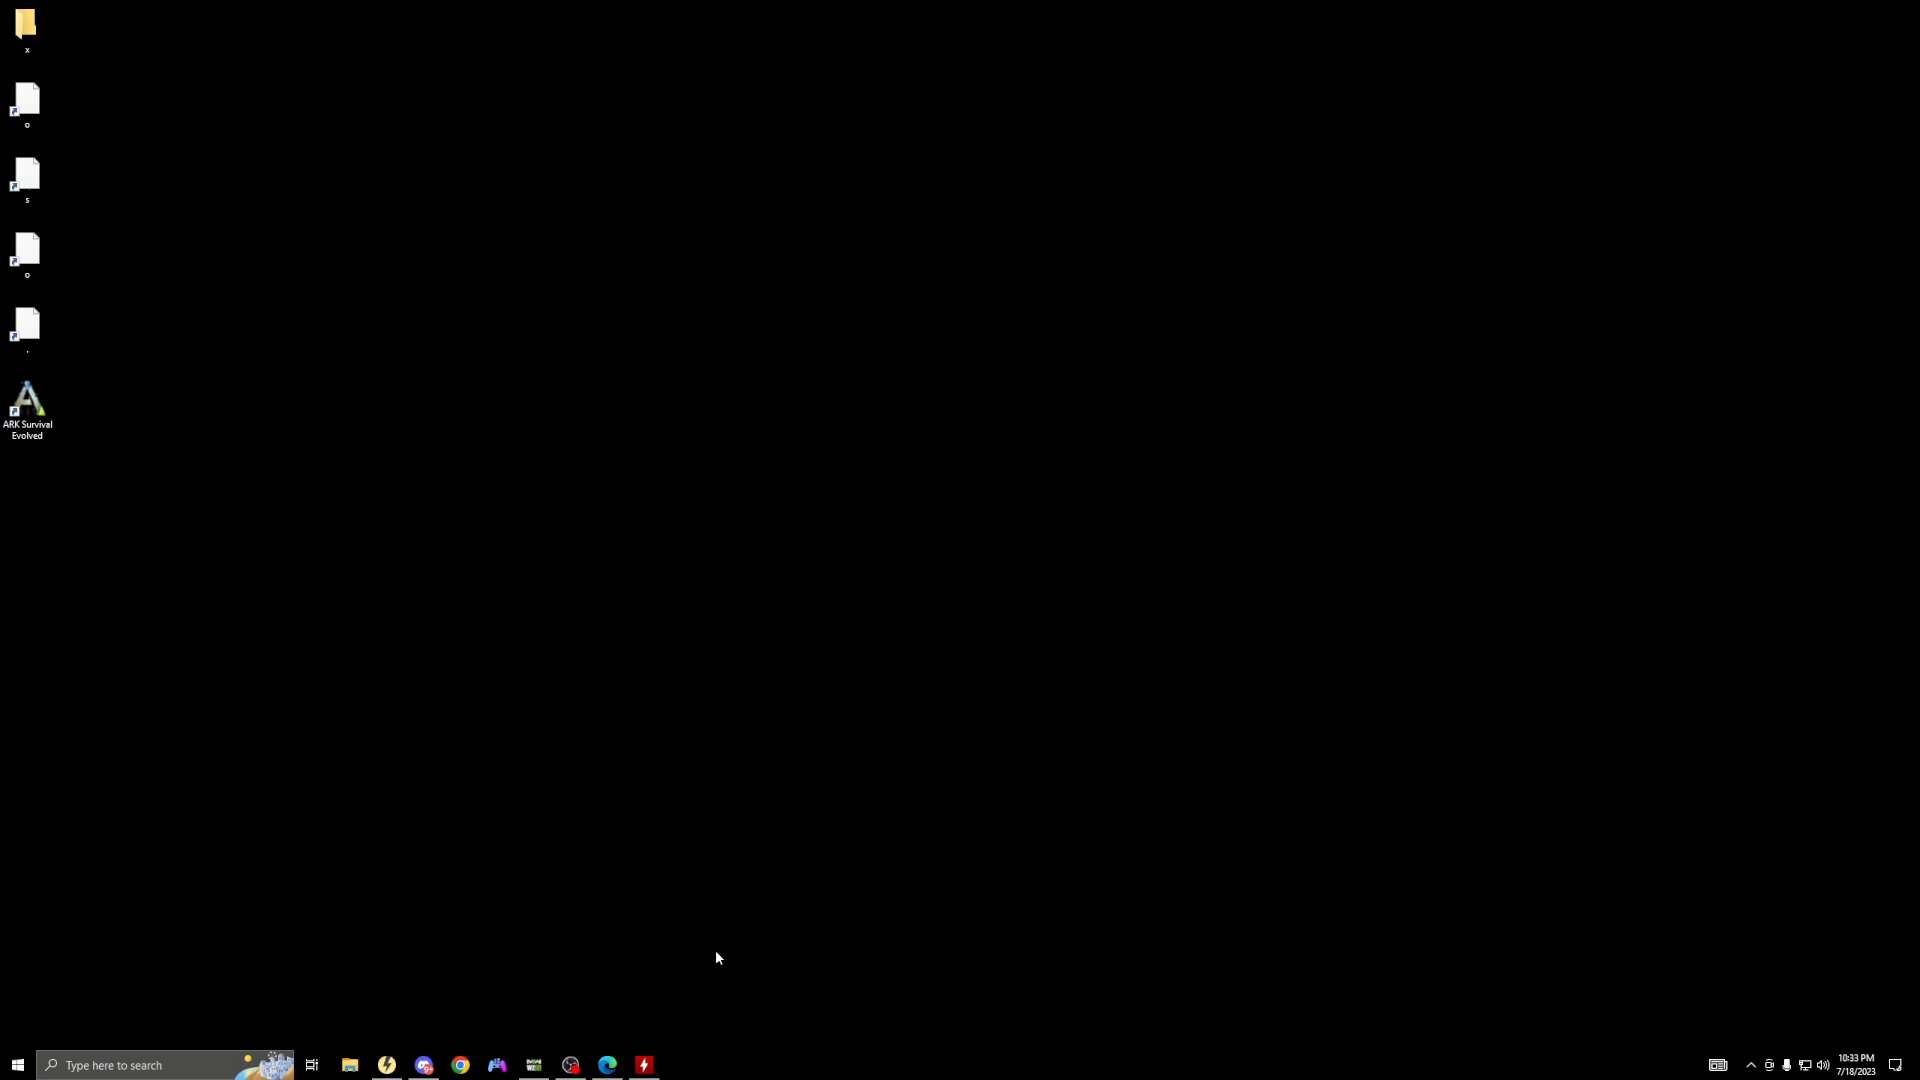 x
o
s
o
.
ARK Survival
Evolved
Type here to search
10:33 PM
7/18/2023